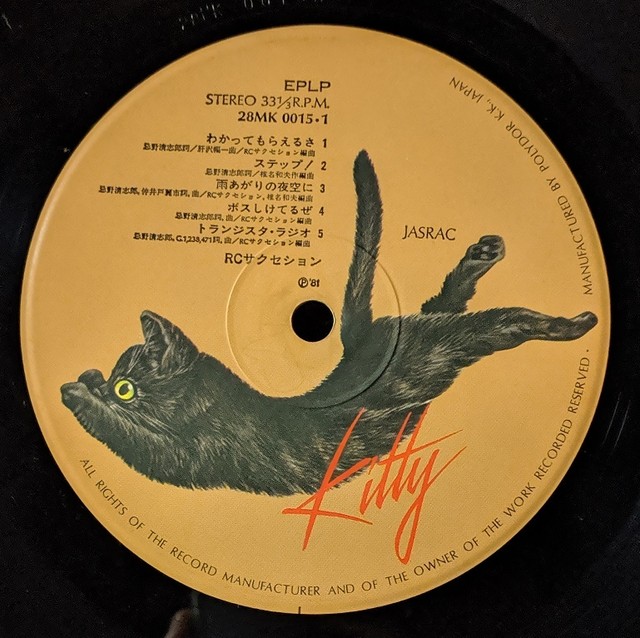 EPLP
STEREO 33⅓R.P.M.
28MK 0015・1
わかってもらえるさ 1
忌野清志郎詞／肝沢幅一曲／RCサクセション編曲
ステップ！ 2
忌野清志郎詞／椎名和夫作編曲
雨あがりの夜空に 3
忌野清志郎、仲井戸麗市詞、曲／RCサクセション、椎名和夫編曲
ボスしけてるぜ 4
忌野清志郎詞、曲／RCサクセション編曲
トランジスタ・ラジオ 5
忌野清志郎、G.1,238,471詞、曲／RCサクセション編曲
RCサクセション
Ⓟ'81
JASRAC
Kitty
MANUFACTURED BY POLYDOR K.K., JAPAN
ALL RIGHTS OF THE RECORD MANUFACTURER AND OF THE OWNER OF THE WORK RECORDED RESERVED.